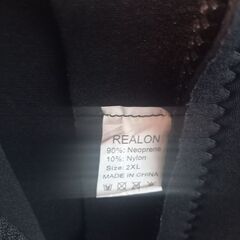 REALON
90%: Neoprene
10%: Nylon
Size: 2XL
MADE IN CHINA